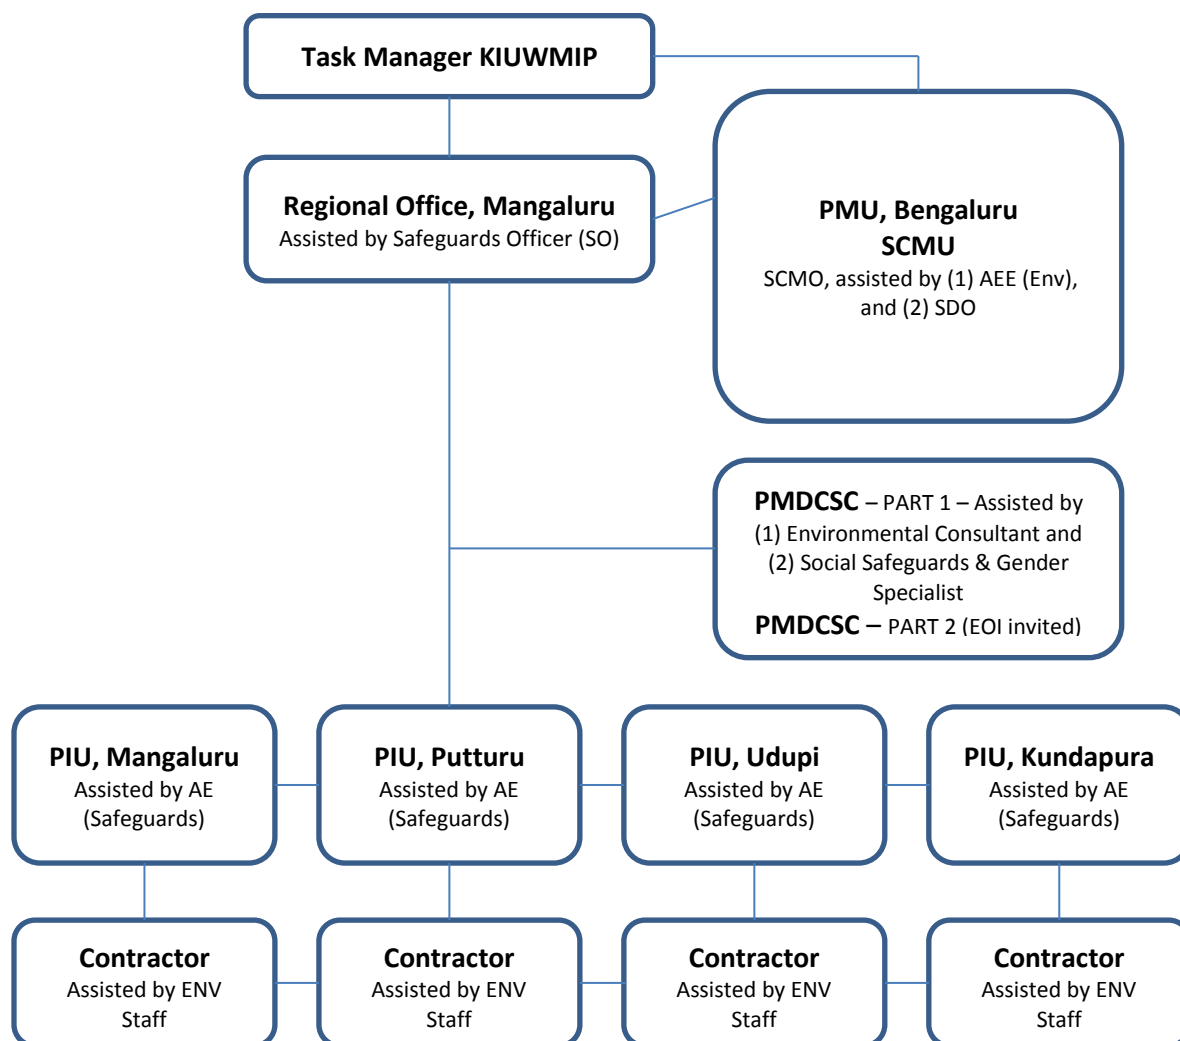 Task Manager KIUWMIP
Regional Office, Mangaluru
Assisted by Safeguards Officer (SO)
PMU, Bengaluru
SCMU
SCMO, assisted by (1) AEE (Env),
and (2) SDO
PMDCSC – PART 1 – Assisted by
(1) Environmental Consultant and
(2) Social Safeguards & Gender
Specialist
PMDCSC – PART 2 (EOI invited)
PIU, Mangaluru
Assisted by AE
(Safeguards)
PIU, Putturu
Assisted by AE
(Safeguards)
PIU, Udupi
Assisted by AE
(Safeguards)
PIU, Kundapura
Assisted by AE
(Safeguards)
Contractor
Assisted by ENV
Staff
Contractor
Assisted by ENV
Staff
Contractor
Assisted by ENV
Staff
Contractor
Assisted by ENV
Staff